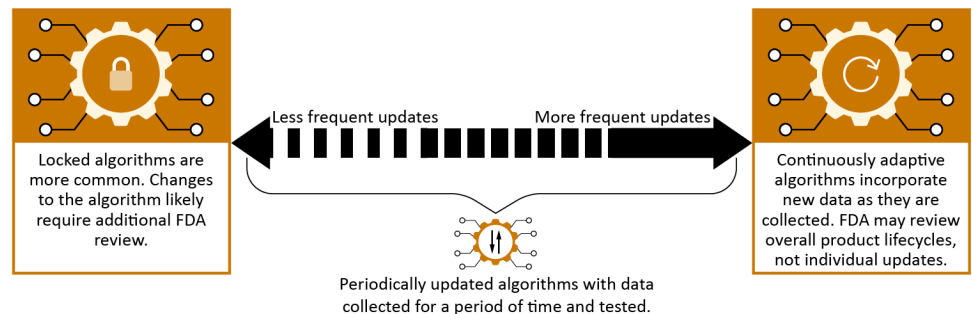 Less frequent updates
More frequent updates
Locked algorithms are
more common. Changes
to the algorithm likely
require additional FDA
review.
Continuously adaptive
algorithms incorporate
new data as they are
collected. FDA may review
overall product lifecycles,
not individual updates.
Periodically updated algorithms with data
collected for a period of time and tested.